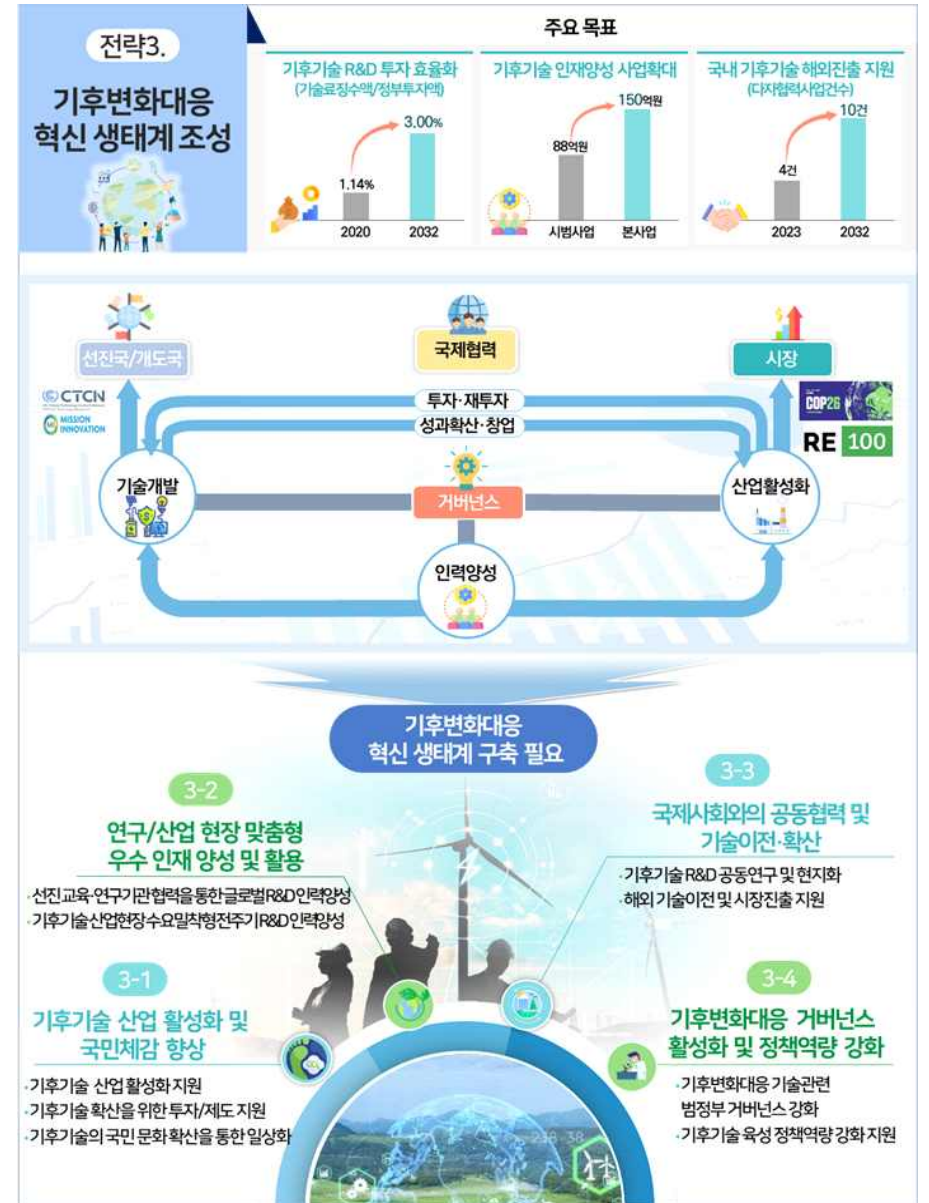 전략3.
기후변화대응
혁신 생태계 조성
주요 목표
기후기술 R&D 투자 효율화
(기술료징수액/정부투자액)
1.14%
3.00%
2020
2032
기후기술 인재양성 사업확대
88억원
150억원
시범사업
본사업
국내 기후기술 해외진출 지원
(다자협력사업건수)
4건
10건
2023
2032
선진국/개도국
국제협력
시장
CTCN
MISSION
INNOVATION
COP26
RE 100
투자·재투자
성과확산·창업
기술개발
거버넌스
산업활성화
인력양성
기후변화대응
혁신 생태계 구축 필요
3-2
연구/산업 현장 맞춤형
우수 인재 양성 및 활용
·선진교육·연구기관협력을통한글로벌R&D인력양성
·기후기술산업현장수요밀착형전주기R&D인력양성
3-3
국제사회와의 공동협력 및
기술이전·확산
·기후기술 R&D 공동연구 및 현지화
·해외 기술이전 및 시장진출 지원
3-1
기후기술 산업 활성화 및
국민체감 향상
·기후기술 산업 활성화 지원
·기후기술 확산을 위한 투자/제도 지원
·기후기술의 국민 문화 확산을 통한 일상화
3-4
기후변화대응 거버넌스
활성화 및 정책역량 강화
·기후변화대응 기술관련
범정부 거버넌스 강화
·기후기술 육성 정책역량 강화 지원